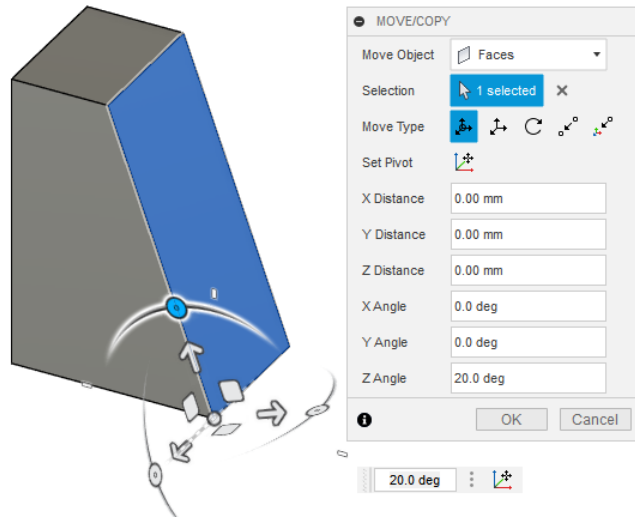 MOVE/COPY
Move Object Faces
Selection 1 selected
Move Type
Set Pivot
X Distance 0.00 mm
Y Distance 0.00 mm
Z Distance 0.00 mm
X Angle 0.0 deg
Y Angle 0.0 deg
Z Angle 20.0 deg
OK Cancel
20.0 deg